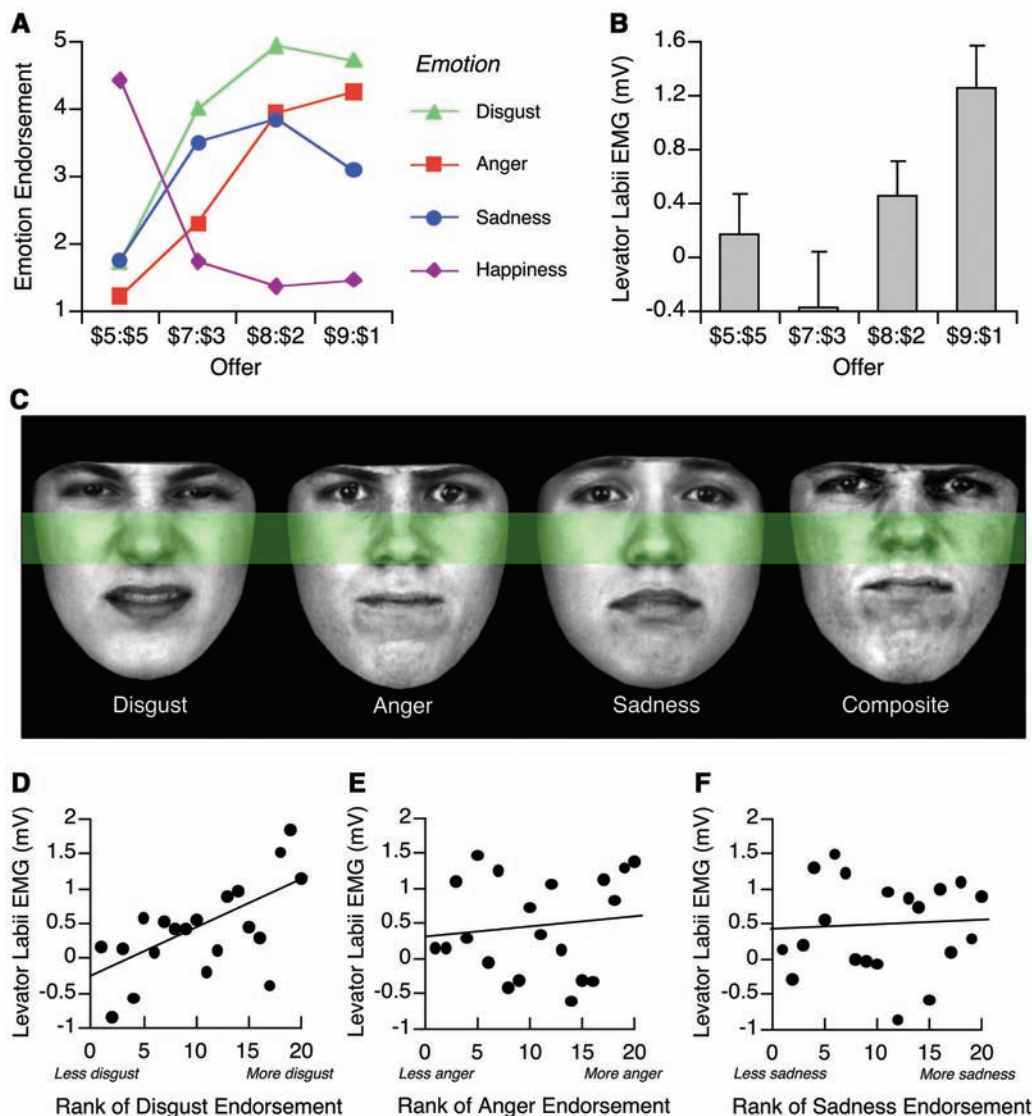 A
Emotion Endorsement
5
4
3
2
1
$5:$5 $7:$3 $8:$2 $9:$1
Offer
Emotion
Disgust
Anger
Sadness
Happiness
B
Levator Labii EMG (mV)
1.6
1.2
0.4
0
-0.4
$5:$5 $7:$3 $8:$2 $9:$1
Offer
C
Disgust Anger Sadness Composite
D
Levator Labii EMG (mV)
2
1.5
1
0.5
0
-0.5
-1
0 5 10 15 20
Less disgust More disgust
Rank of Disgust Endorsement
E
Levator Labii EMG (mV)
2
1.5
1
0.5
0
-0.5
-1
0 5 10 15 20
Less anger More anger
Rank of Anger Endorsement
F
Levator Labii EMG (mV)
2
1.5
1
0.5
0
-0.5
-1
0 5 10 15 20
Less sadness More sadness
Rank of Sadness Endorsement